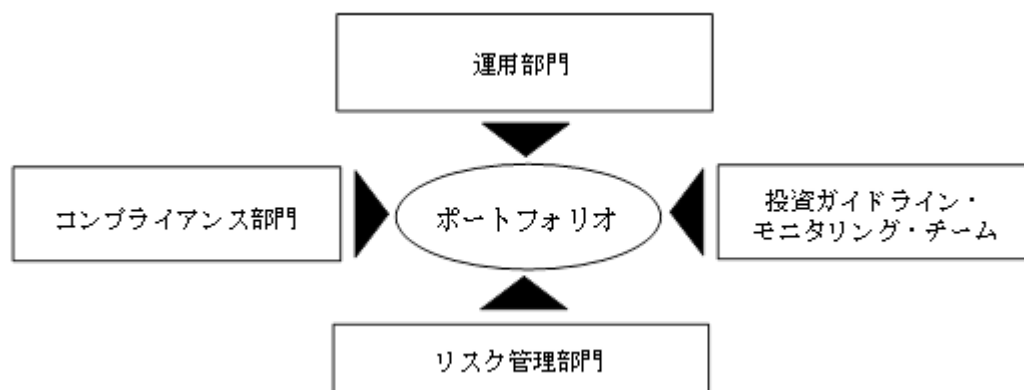 運用部門
コンプライアンス部門
ポートフォリオ
投資ガイドライン・
モニタリング・チーム
リスク管理部門